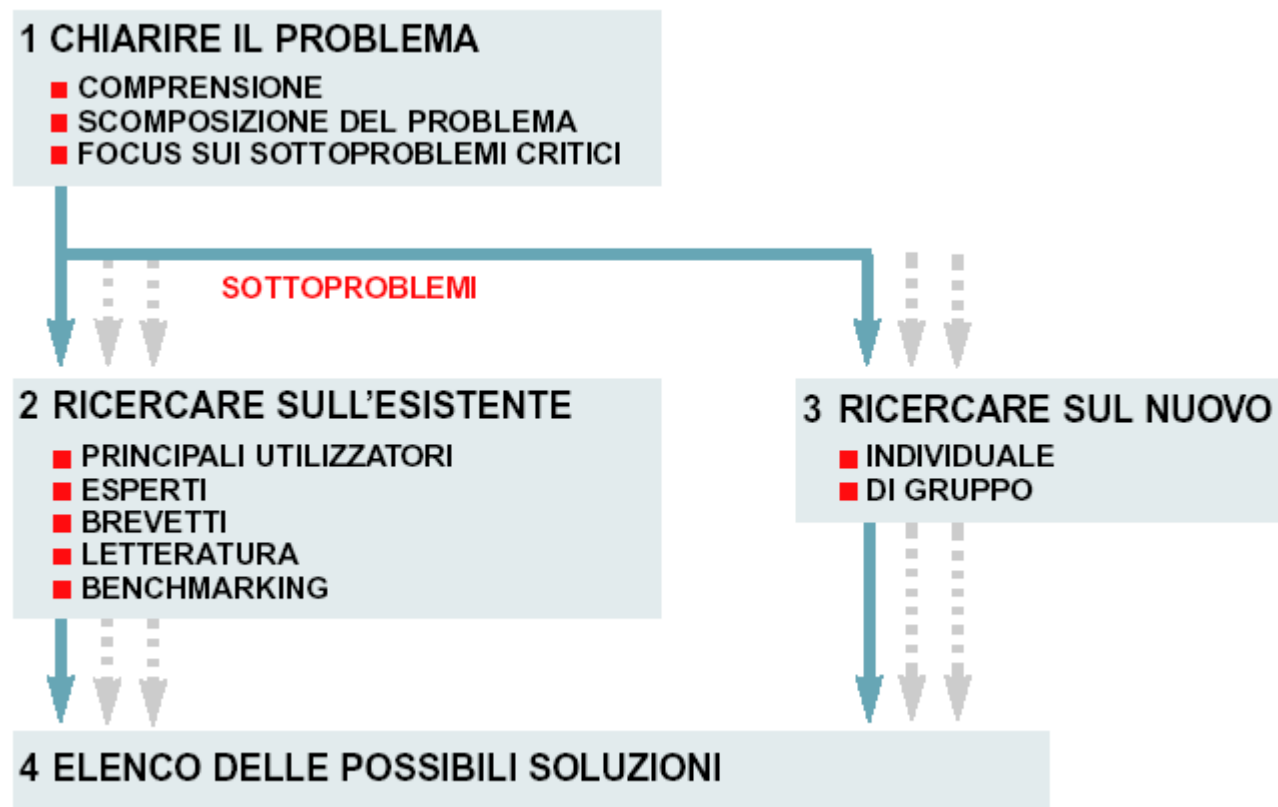 1 CHIARIRE IL PROBLEMA
COMPRENSIONE
SCOMPOSIZIONE DEL PROBLEMA
FOCUS SUI SOTTOPROBLEMI CRITICI
SOTTOPROBLEMI
2 RICERCARE SULL'ESISTENTE
PRINCIPALI UTILIZZATORI
ESPERTI
BREVETTI
LETTERATURA
BENCHMARKING
3 RICERCARE SUL NUOVO
INDIVIDUALE
DI GRUPPO
4 ELENCO DELLE POSSIBILI SOLUZIONI